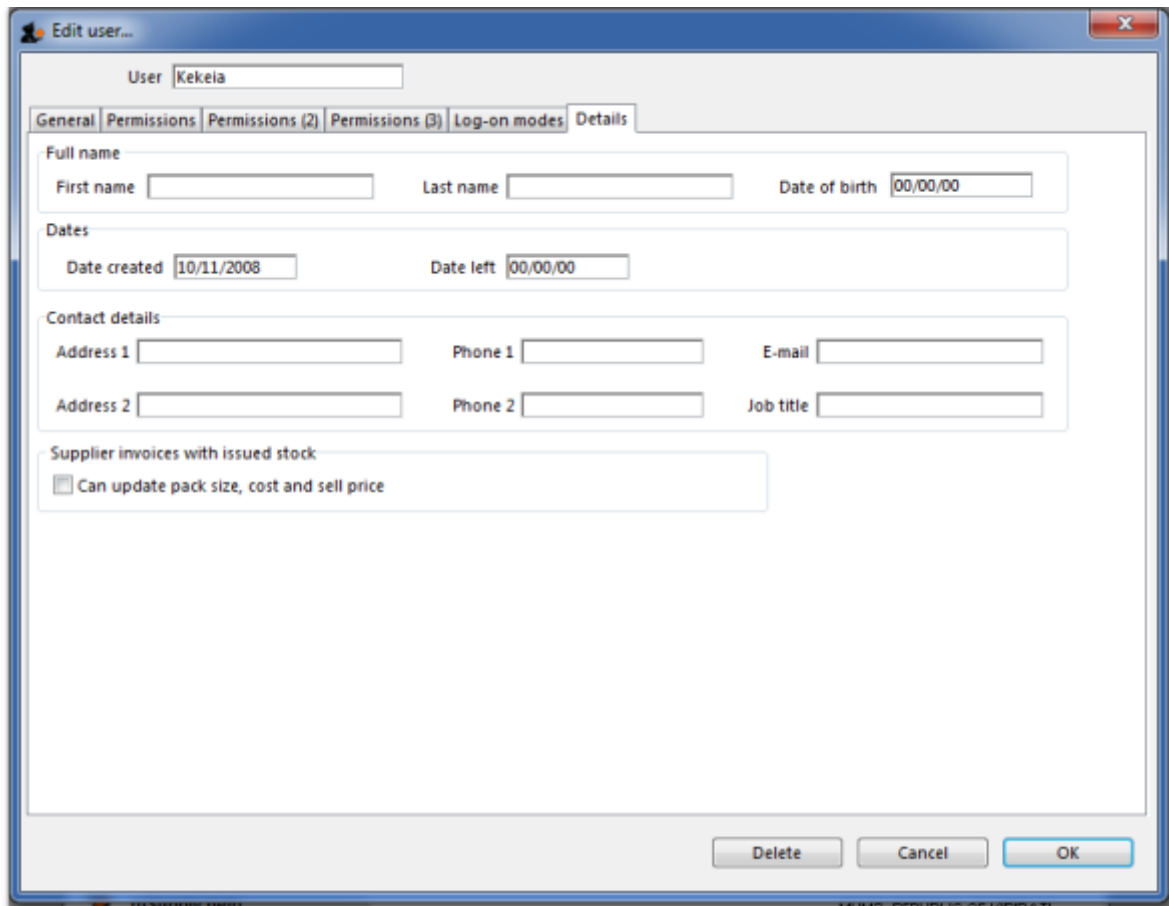 Edit user...
User Kekeia
General Permissions Permissions (2) Permissions (3) Log-on modes Details
Full name
First name Last name Date of birth 00/00/00
Dates
Date created 10/11/2008 Date left 00/00/00
Contact details
Address 1 Phone 1 E-mail
Address 2 Phone 2 Job title
Supplier invoices with issued stock
Can update pack size, cost and sell price
Delete Cancel OK